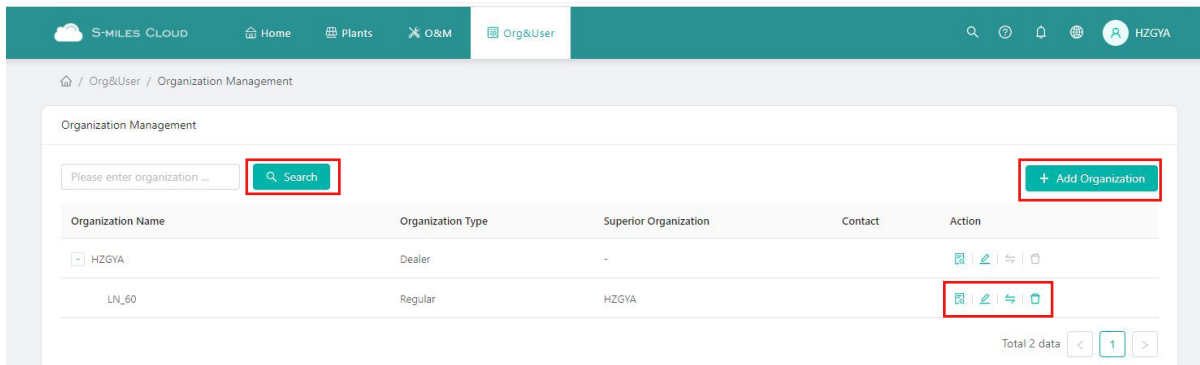 S-MILES CLOUD Home Plants O&M Org&User HZGYA
/ Org&User / Organization Management
Organization Management
Please enter organization ... Search + Add Organization
Organization Name Organization Type Superior Organization Contact Action
- HZGYA Dealer -
LN_60 Regular HZGYA
Total 2 data < 1 >